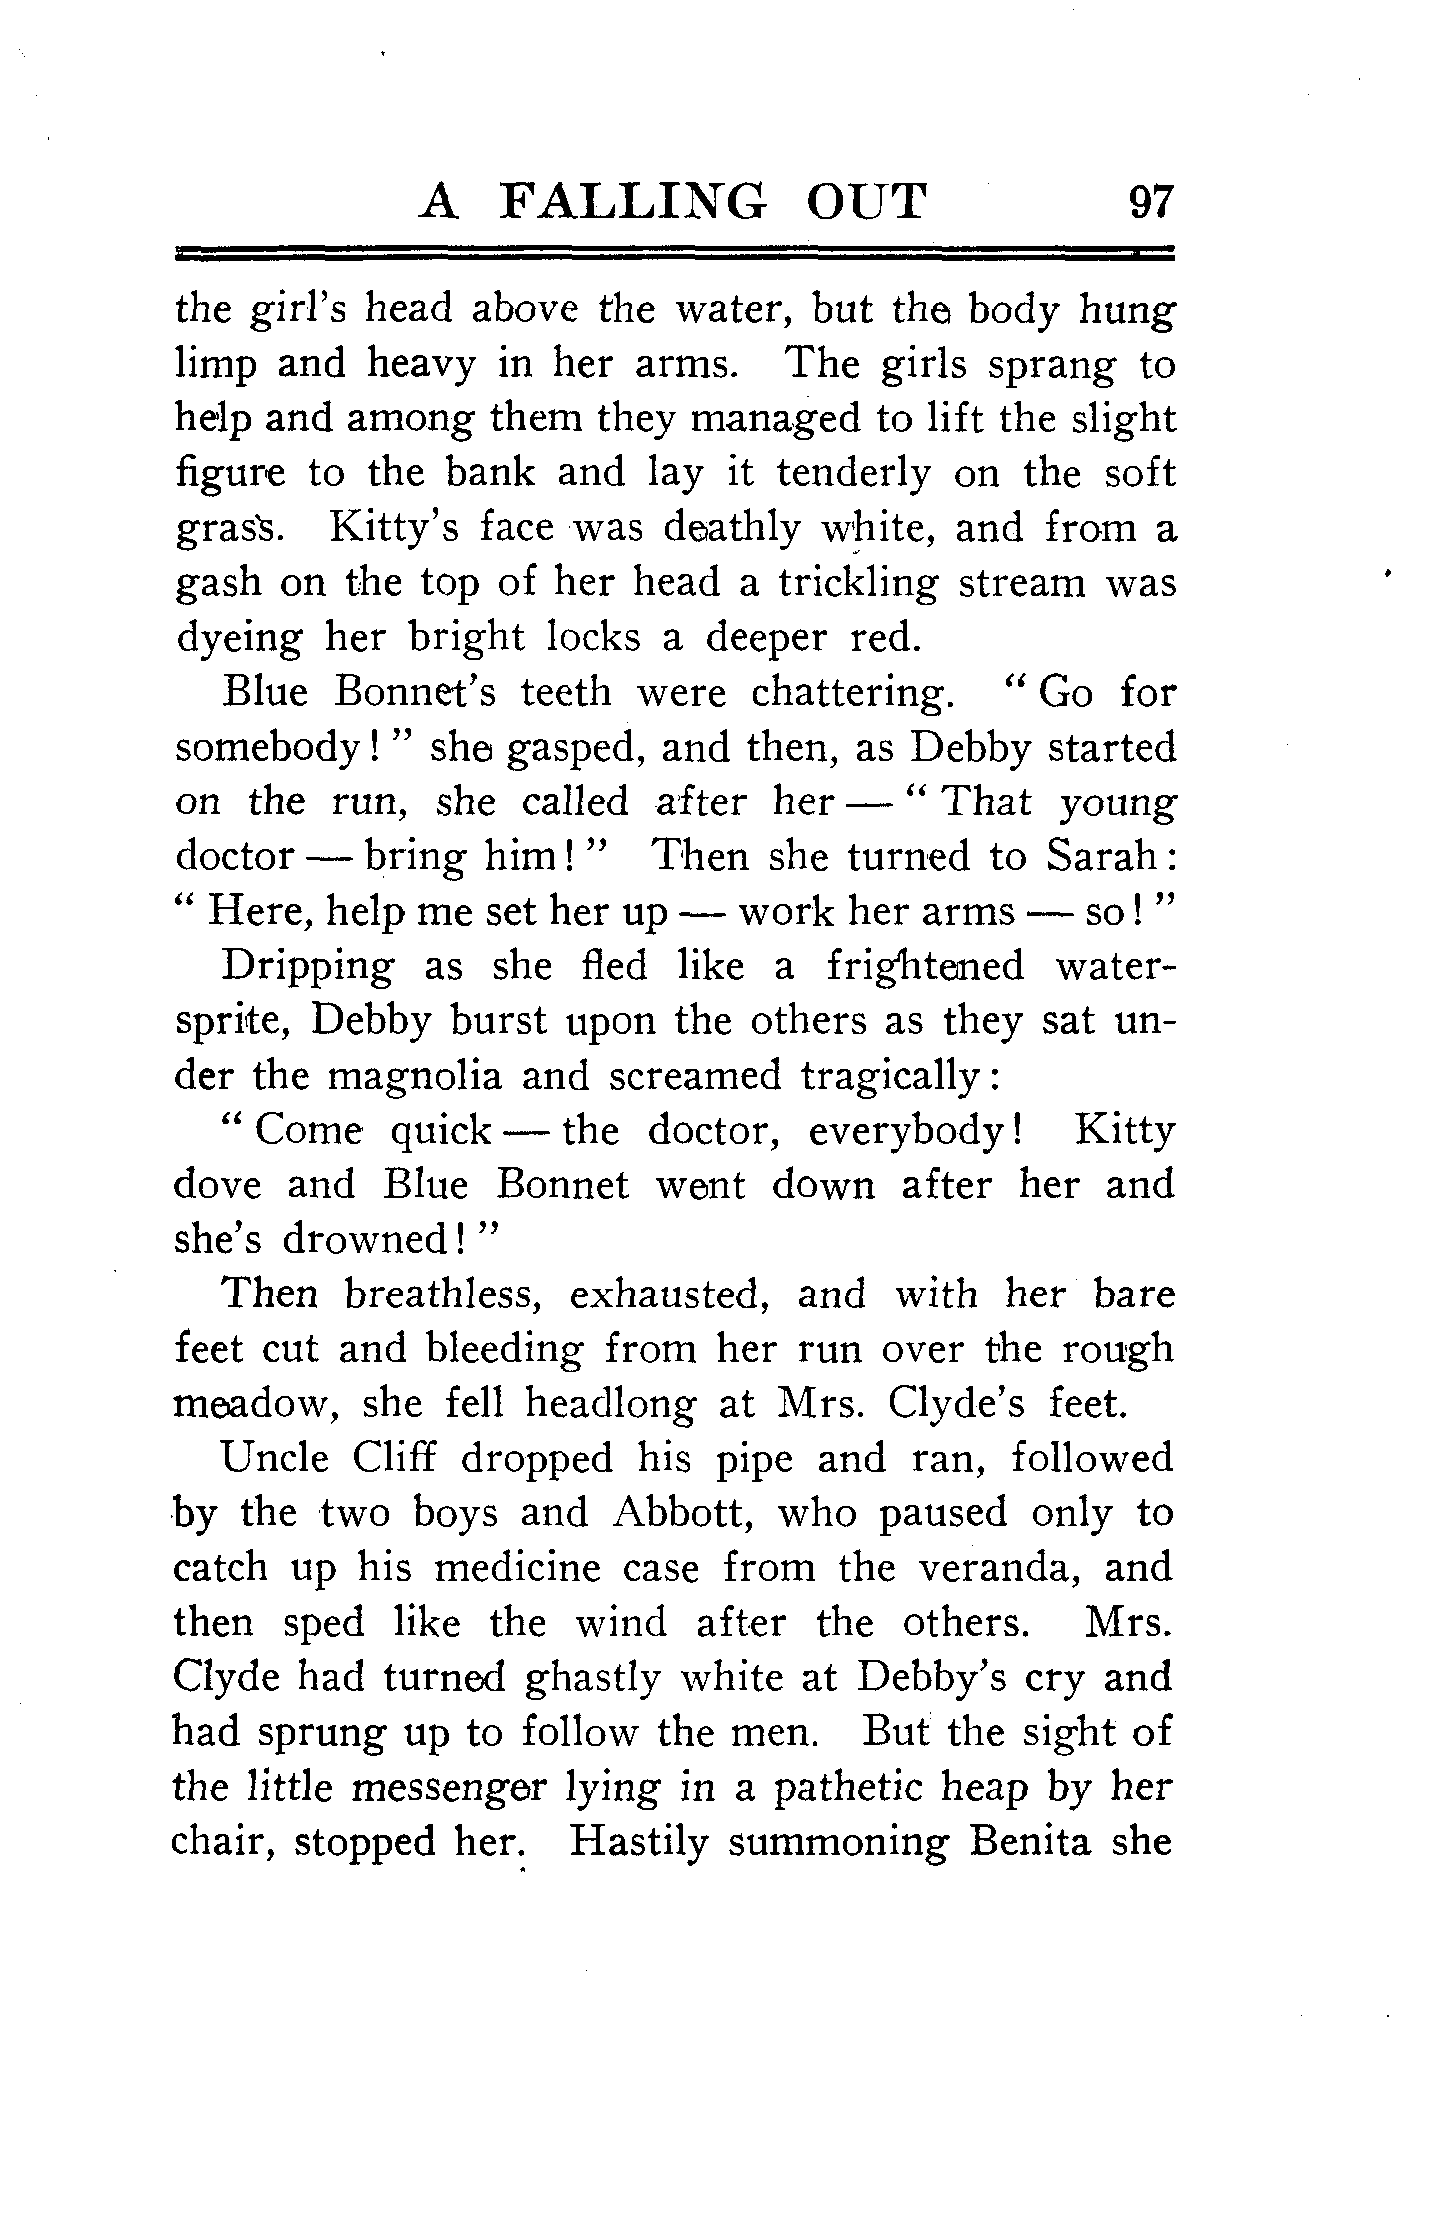 A FALLING OUT 97
the girl's head above the water, but the body hung
limp and heavy in her arms. The girls sprang to
help and among them they managed to lift the slight
figure to the bank and lay it tenderly on the soft
grass. Kitty's face was deathly white, and from a
gash on the top of her head a trickling stream was
dyeing her bright locks a deeper red.
Blue Bonnet's teeth were chattering. " Go for
somebody! " she gasped, and then, as Debby started
on the run, she called after her — " That young
doctor — bring him! " Then she turned to Sarah:
" Here, help me set her up — work her arms — so! "
Dripping as she fled like a frightened water-
sprite, Debby burst upon the others as they sat un-
der the magnolia and screamed tragically:
" Come quick — the doctor, everybody! Kitty
dove and Blue Bonnet went down after her and
she's drowned! "
Then breathless, exhausted, and with her bare
feet cut and bleeding from her run over the rough
meadow, she fell headlong at Mrs. Clyde's feet.
Uncle Cliff dropped his pipe and ran, followed
by the two boys and Abbott, who paused only to
catch up his medicine case from the veranda, and
then sped like the wind after the others. Mrs.
Clyde had turned ghastly white at Debby's cry and
had sprung up to follow the men. But the sight of
the little messenger lying in a pathetic heap by her
chair, stopped her. Hastily summoning Benita she